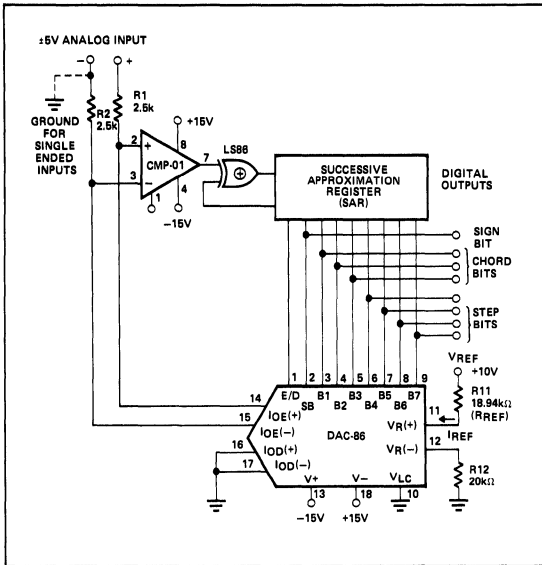 ±5V ANALOG INPUT
− +
R1
2.5k
R2
2.5k
GROUND
FOR
SINGLE
ENDED
INPUTS
+15V
2 + 8
CMP-01
7
3 −
1 4
−15V
LS86
+
SUCCESSIVE
APPROXIMATION
REGISTER
(SAR)
DIGITAL
OUTPUTS
SIGN
BIT
CHORD
BITS
STEP
BITS
1 2 3 4 5 6 7 8 9
E/D SB B1 B2 B3 B4 B5 B6 B7
VREF
+10V
R11
18.94kΩ
(RREF)
11
VR(+)
IREF
12
VR(−)
R12
20kΩ
14
IOE(+)
15
IOE(−)
16
IOD(+)
17
IOD(−)
DAC-86
V+ V− VLC
13 18 10
−15V +15V